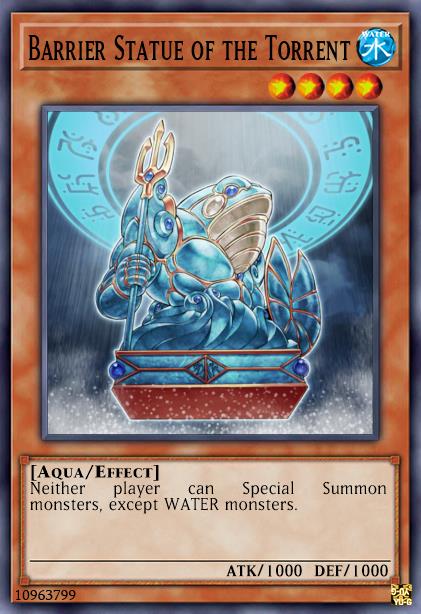 BARRIER STATUE OF THE TORRENT
WATER
水
[AQUA/EFFECT]
Neither player can Special Summon
monsters, except WATER monsters.
ATK/1000 DEF/1000
10963799